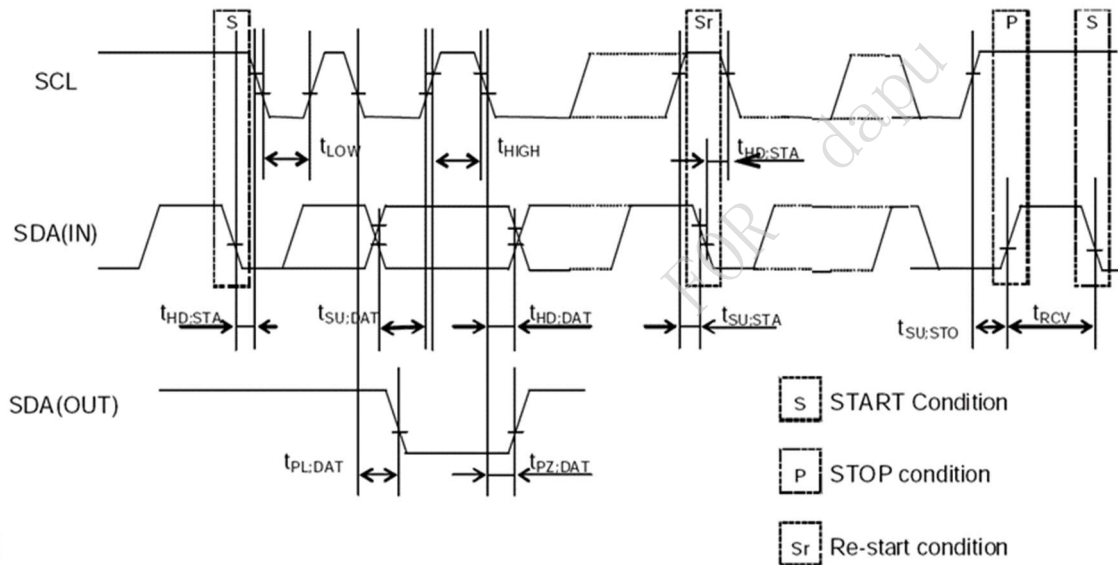 S Sr P S
SCL
tLOW tHIGH tHD;STA
SDA(IN)
tHD;STA tSU;DAT tHD;DAT tSU;STA tSU;STO tRCV
SDA(OUT)
tPL;DAT tPZ;DAT
S START Condition
P STOP condition
Sr Re-start condition
FOR dapu